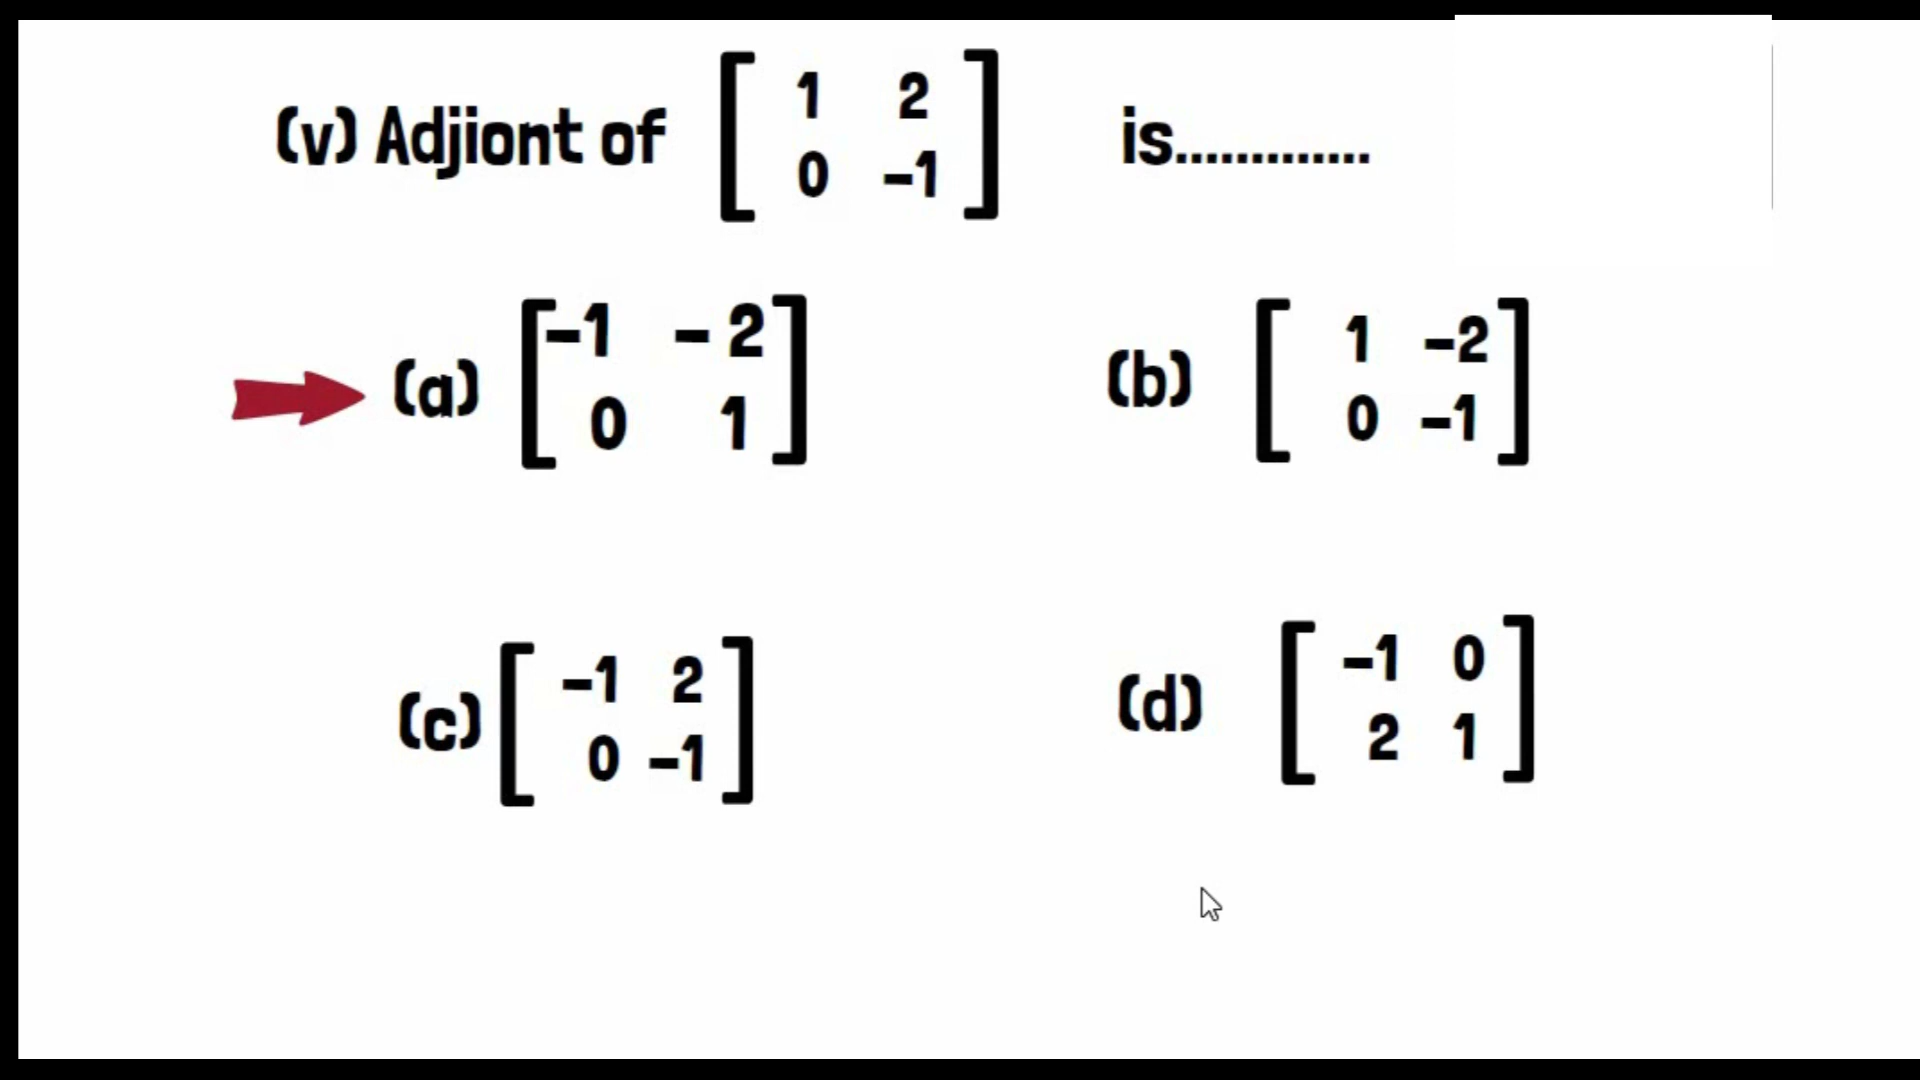 (v) Adjiont of [ 1 2 is.............
0 -1 ]
(a) [ -1 - 2
0 1 ]
(b) [ 1 -2
0 -1 ]
(c) [ -1 2
0 -1 ]
(d) [ -1 0
2 1 ]